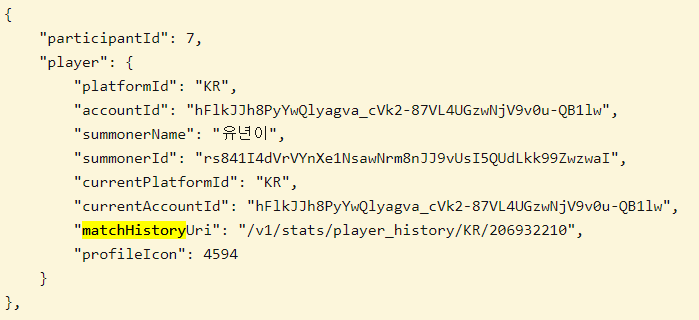 {
"participantId": 7,
"player": {
"platformId": "KR",
"accountId": "hFlkJJh8PyYwQlyagva_cVk2-87VL4UGzwNjV9v0u-QB1lw",
"summonerName": "유년이",
"summonerId": "rs841I4dVrVYnXe1NsawNrm8nJJ9vUsI5QUdLkk99ZwzwaI",
"currentPlatformId": "KR",
"currentAccountId": "hFlkJJh8PyYwQlyagva_cVk2-87VL4UGzwNjV9v0u-QB1lw",
"matchHistoryUri": "/v1/stats/player_history/KR/206932210",
"profileIcon": 4594
}
},